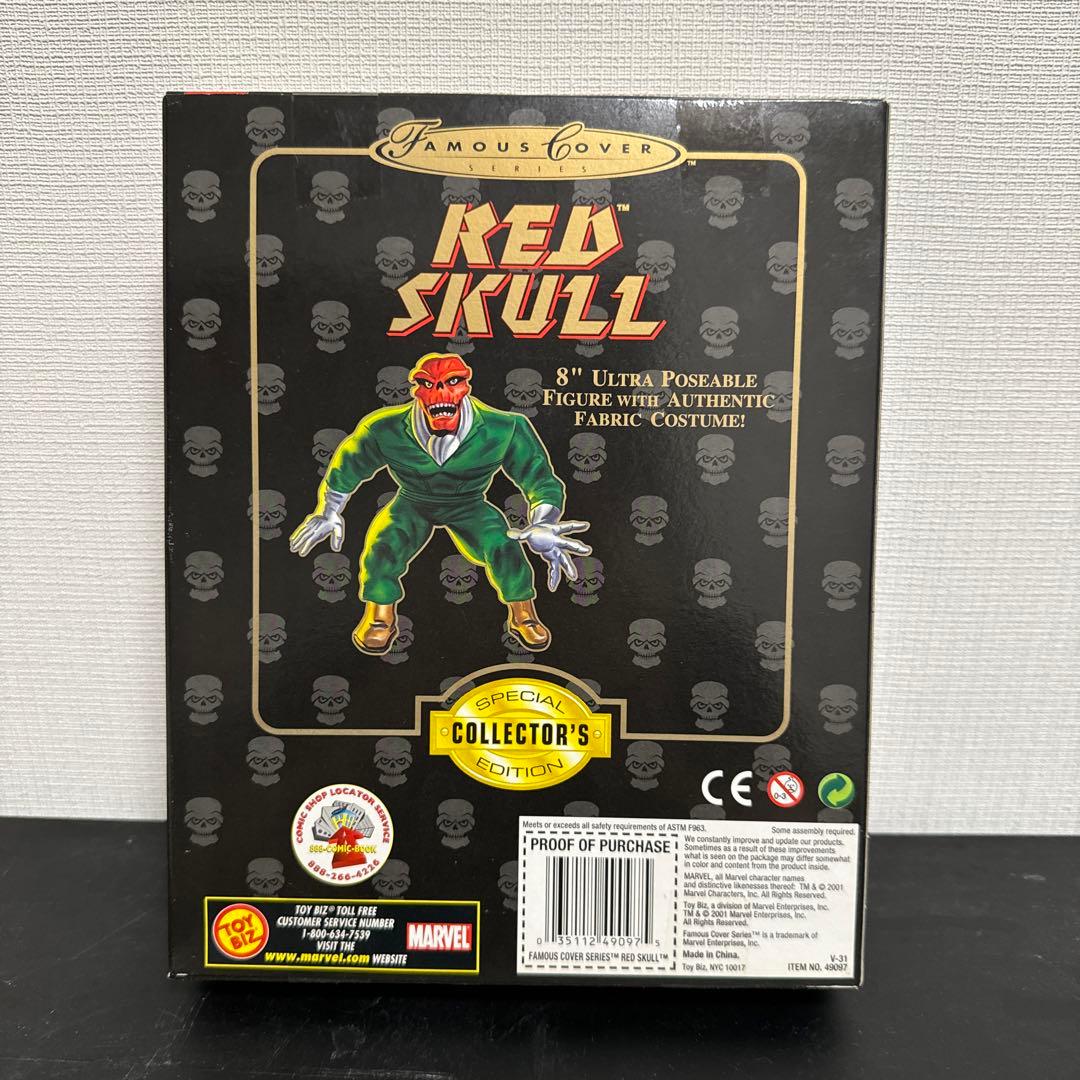 FAMOUS COVER
SERIES ™
RED™
SKULL
8" ULTRA POSEABLE
FIGURE WITH AUTHENTIC
FABRIC COSTUME!
SPECIAL
COLLECTOR'S
EDITION
CE
0-3
COMIC SHOP LOCATOR SERVICE
888-COMIC-BOOK
888-266-4226
TOY BIZ
TOY BIZ® TOLL FREE
CUSTOMER SERVICE NUMBER
1-800-634-7539
VISIT THE
www.marvel.com WEBSITE
MARVEL
Meets or exceeds all safety requirements of ASTM F963.
Some assembly required.
PROOF OF PURCHASE
0 35112 49097 5
FAMOUS COVER SERIES™ RED SKULL™
We constantly improve and update our products.
Sometimes as a result of these improvements
what is seen on the package may differ somewhat
in color and content from the product inside.
MARVEL, all Marvel character names
and distinctive likenesses thereof: TM & © 2001
Marvel Characters, Inc. All Rights Reserved.
Toy Biz, a division of Marvel Enterprises, Inc.
TM & © 2001 Marvel Enterprises, Inc.
All Rights Reserved.
Famous Cover Series™ is a trademark of
Marvel Enterprises, Inc.
Made in China.
V-31
Toy Biz, NYC 10017
ITEM NO. 49097